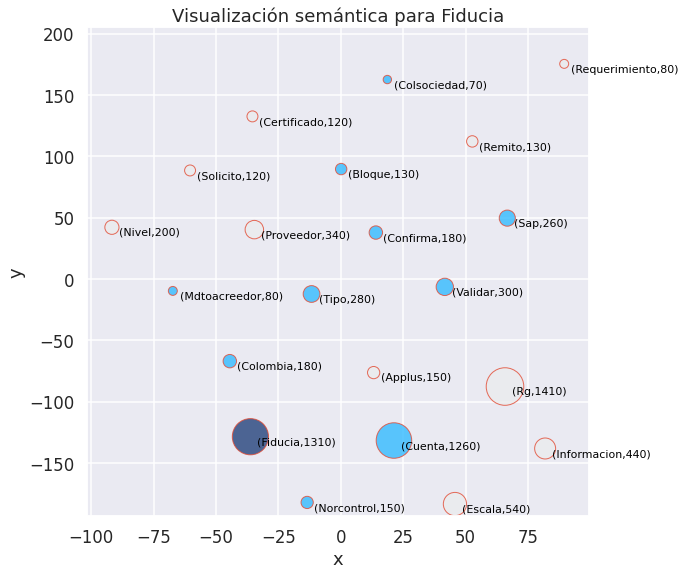 Visualización semántica para Fiducia
200
(Requerimiento,80)
(Colsociedad,70)
150
(Certificado,120)
(Remito,130)
100
(Solicito,120)
(Bloque,130)
50
(Nivel,200)
(Proveedor,340)
(Confirma,180)
(Sap,260)
y
0
(Mdtoacreedor,80)
(Tipo,280)
(Validar,300)
−50
(Colombia,180)
(Applus,150)
(Rg,1410)
−100
(Fiducia,1310)
(Cuenta,1260)
(Informacion,440)
−150
(Norcontrol,150)
(Escala,540)
−100 −75 −50 −25 0 25 50 75
x